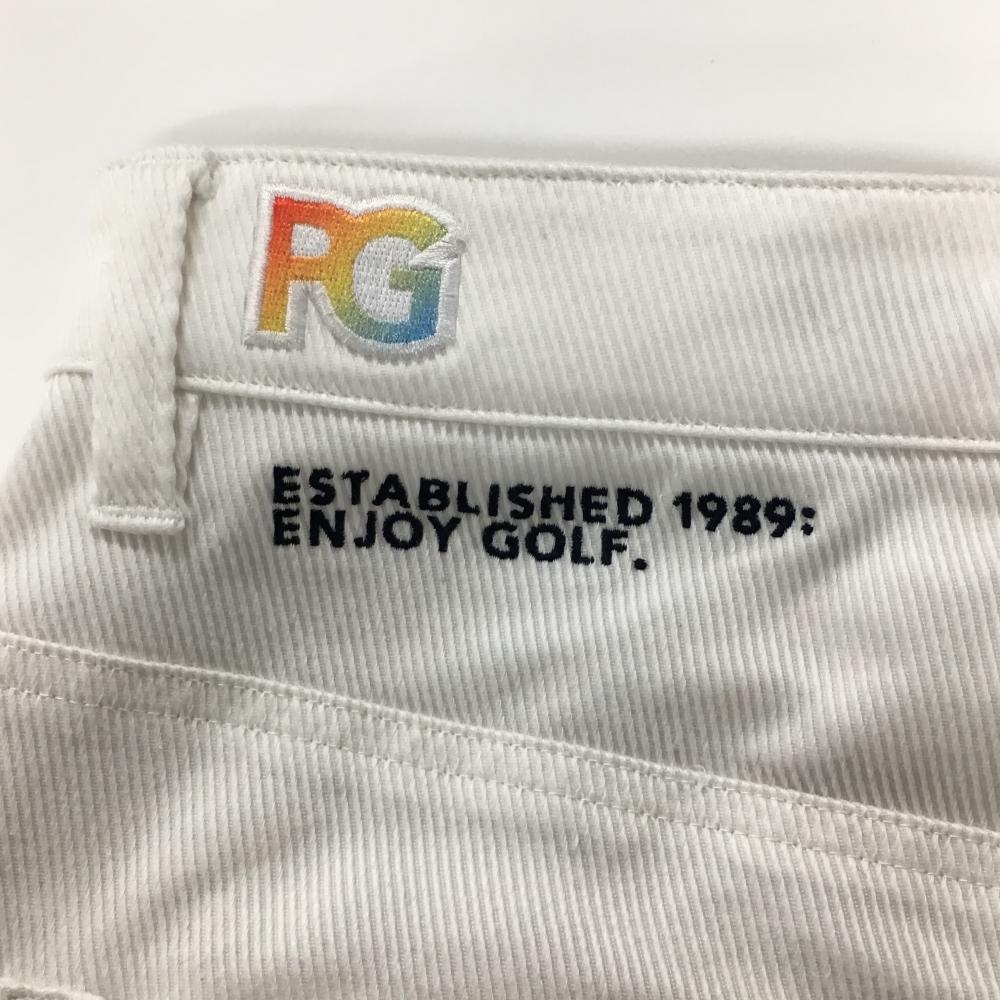 PG
ESTABLISHED 1989:
ENJOY GOLF.